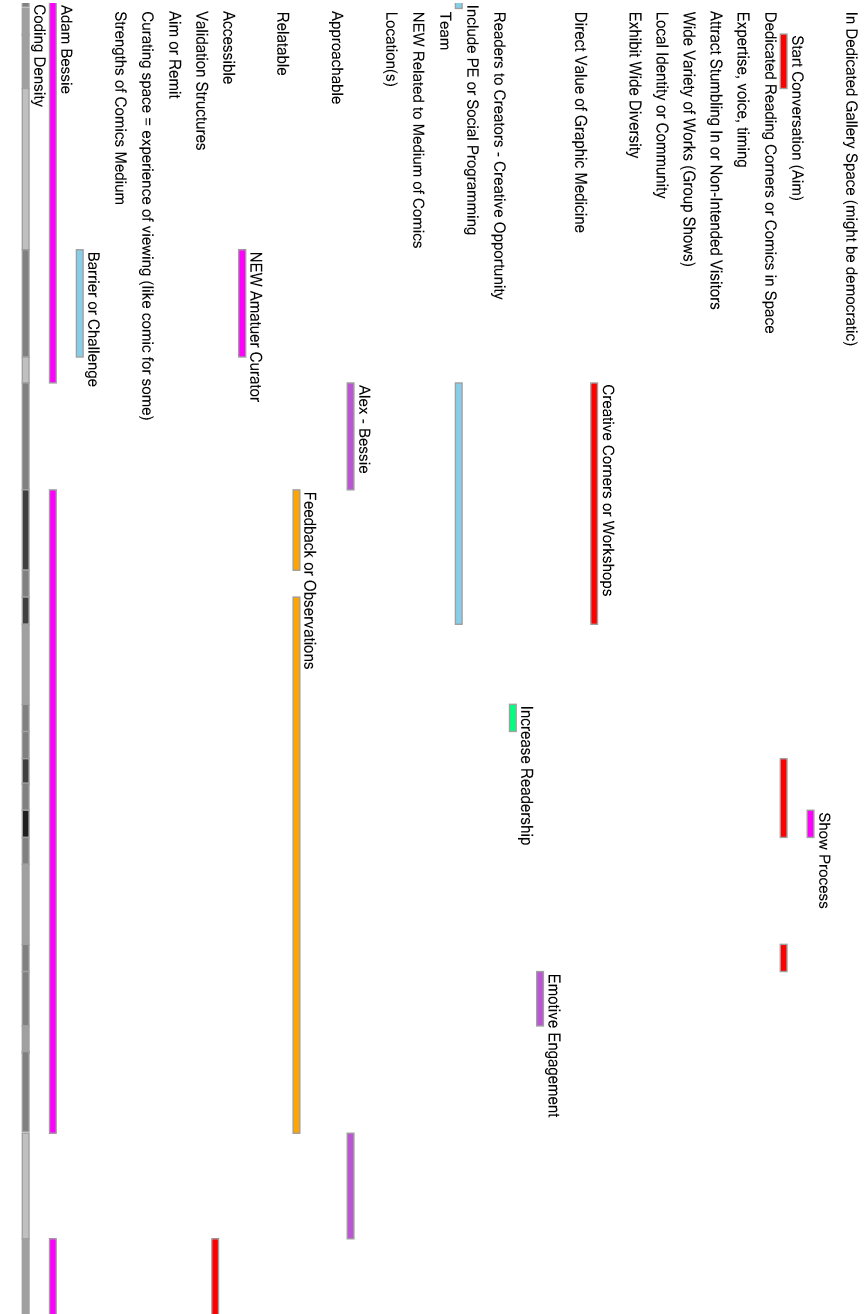 In Dedicated Gallery Space (might be democratic)
Show Process
Start Conversation (Aim)
Dedicated Reading Corners or Comics in Space
Expertise, voice, timing
Attract Stumbling In or Non-Intended Visitors
Wide Variety of Works (Group Shows)
Local Identity or Community
Exhibit Wide Diversity
Creative Corners or Workshops
Direct Value of Graphic Medicine
Emotive Engagement
Increase Readership
Readers to Creators - Creative Opportunity
Include PE or Social Programming
Team
NEW Related to Medium of Comics
Location(s)
Alex - Bessie
Approachable
Feedback or Observations
Relatable
NEW Amatuer Curator
Accessible
Validation Structures
Aim or Remit
Curating space = experience of viewing (like comic for some)
Strengths of Comics Medium
Barrier or Challenge
Adam Bessie
Coding Density